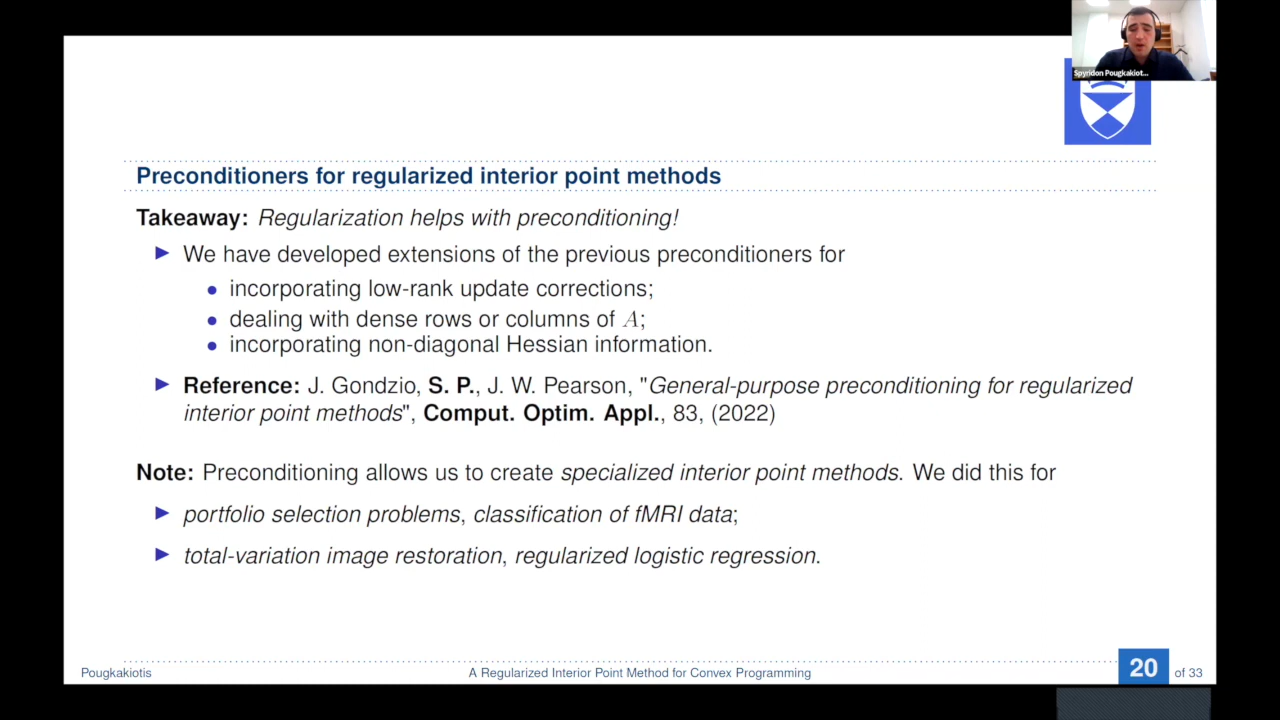 Spyridon Pougkakiot...
Preconditioners for regularized interior point methods
Takeaway: Regularization helps with preconditioning!
▶ We have developed extensions of the previous preconditioners for
• incorporating low-rank update corrections;
• dealing with dense rows or columns of A;
• incorporating non-diagonal Hessian information.
▶ Reference: J. Gondzio, S. P., J. W. Pearson, "General-purpose preconditioning for regularized
interior point methods", Comput. Optim. Appl., 83, (2022)
Note: Preconditioning allows us to create specialized interior point methods. We did this for
▶ portfolio selection problems, classification of fMRI data;
▶ total-variation image restoration, regularized logistic regression.
Pougkakiotis A Regularized Interior Point Method for Convex Programming 20 of 33